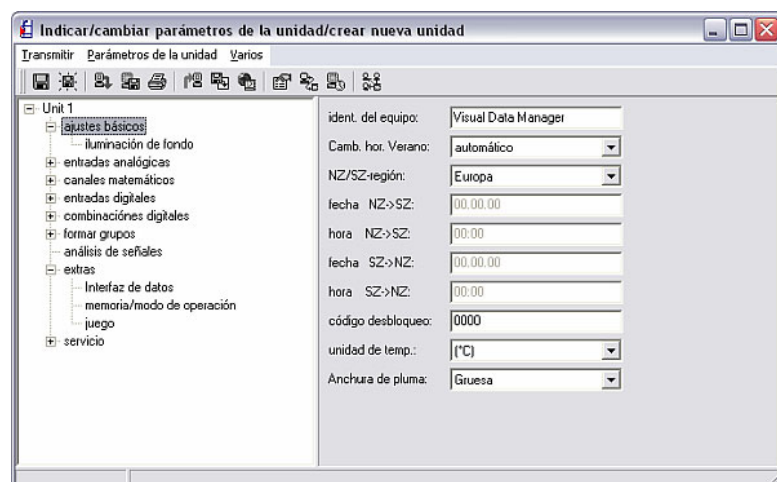 Indicar/cambiar parámetros de la unidad/crear nueva unidad
Transmitir Parámetros de la unidad Varios
Unit 1
ajustes básicos
iluminación de fondo
entradas analógicas
canales matemáticos
entradas digitales
combinaciónes digitales
formar grupos
análisis de señales
extras
Interfaz de datos
memoria/modo de operación
juego
servicio
ident. del equipo: Visual Data Manager
Camb. hor. Verano: automático
NZ/SZ-región: Europa
fecha NZ->SZ: 00.00.00
hora NZ->SZ: 00:00
fecha SZ->NZ: 00.00.00
hora SZ->NZ: 00:00
código desbloqueo: 0000
unidad de temp.: (°C)
Anchura de pluma: Gruesa